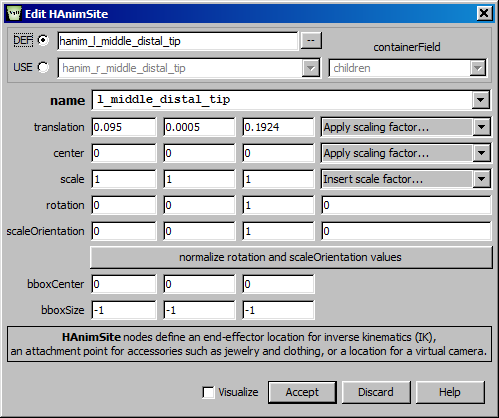 Edit HAnimSite
DEF hanim_l_middle_distal_tip -- containerField
USE hanim_r_middle_distal_tip children
name l_middle_distal_tip
translation 0.095 0.0005 0.1924 Apply scaling factor...
center 0 0 0 Apply scaling factor...
scale 1 1 1 Insert scale factor...
rotation 0 0 1 0
scaleOrientation 0 0 1 0
normalize rotation and scaleOrientation values
bboxCenter 0 0 0
bboxSize -1 -1 -1
HAnimSite nodes define an end-effector location for inverse kinematics (IK),
an attachment point for accessories such as jewelry and clothing, or a location for a virtual camera.
Visualize Accept Discard Help